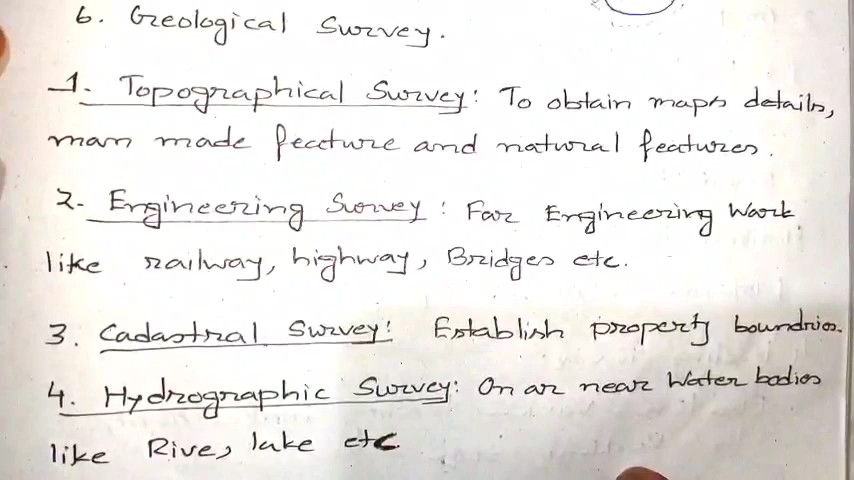 6. Geological Survey.
1. Topographical Survey: To obtain maps details,
man made feature and natural features.
2. Engineering Survey: For Engineering Work
like railway, highway, Bridges etc.
3. Cadastral Survey: Establish property boundries.
4. Hydrographic Survey: On or near Water bodies
like Rive, lake etc